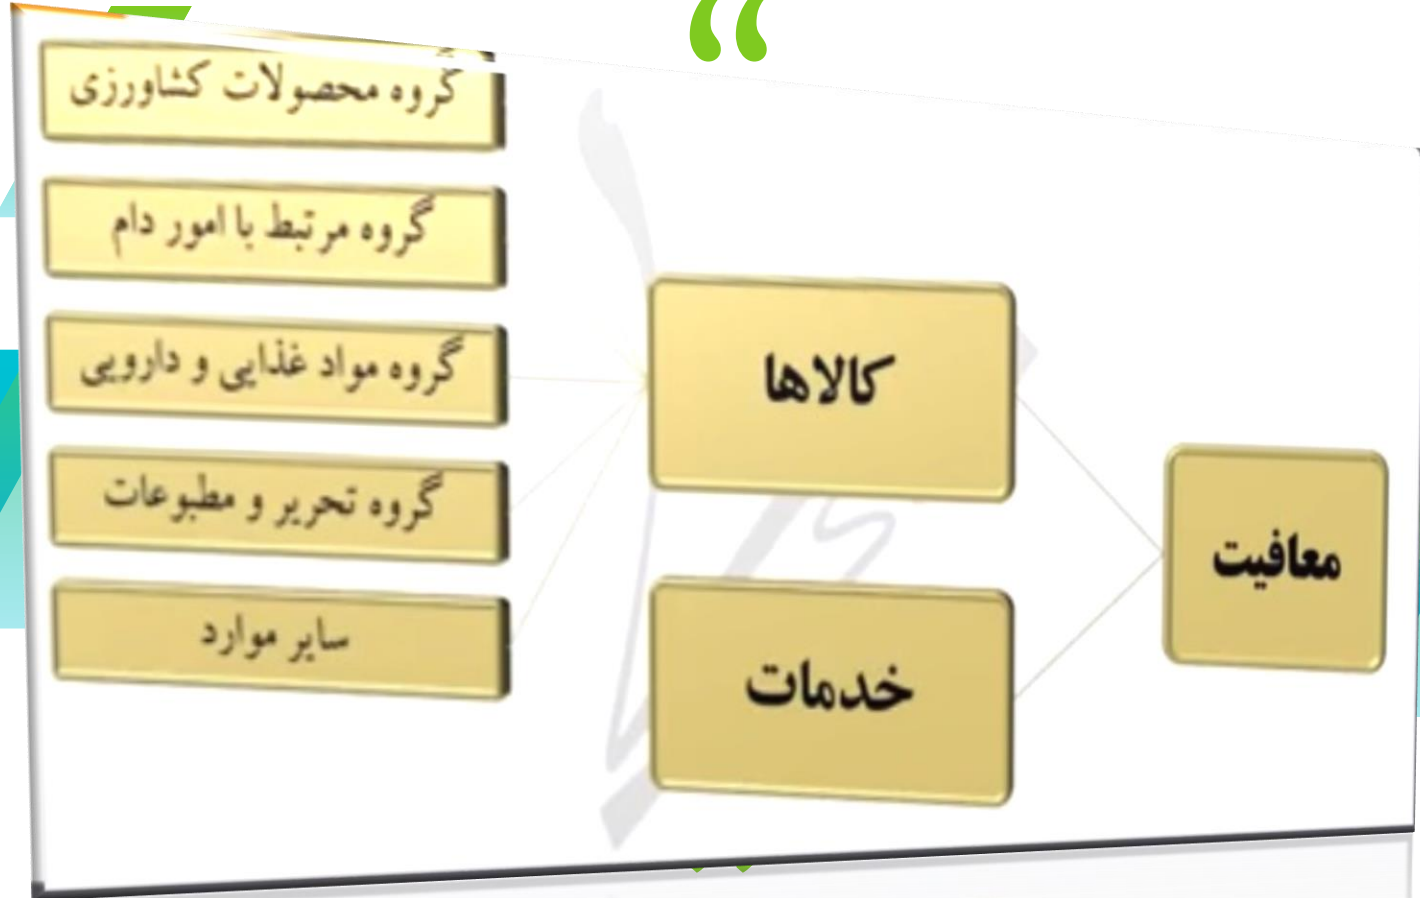 معافیت
کالاها
گروه محصولات کشاورزی
گروه مرتبط با امور دام
گروه مواد غذایی و دارویی
گروه تحریر و مطبوعات
سایر موارد
خدمات
“